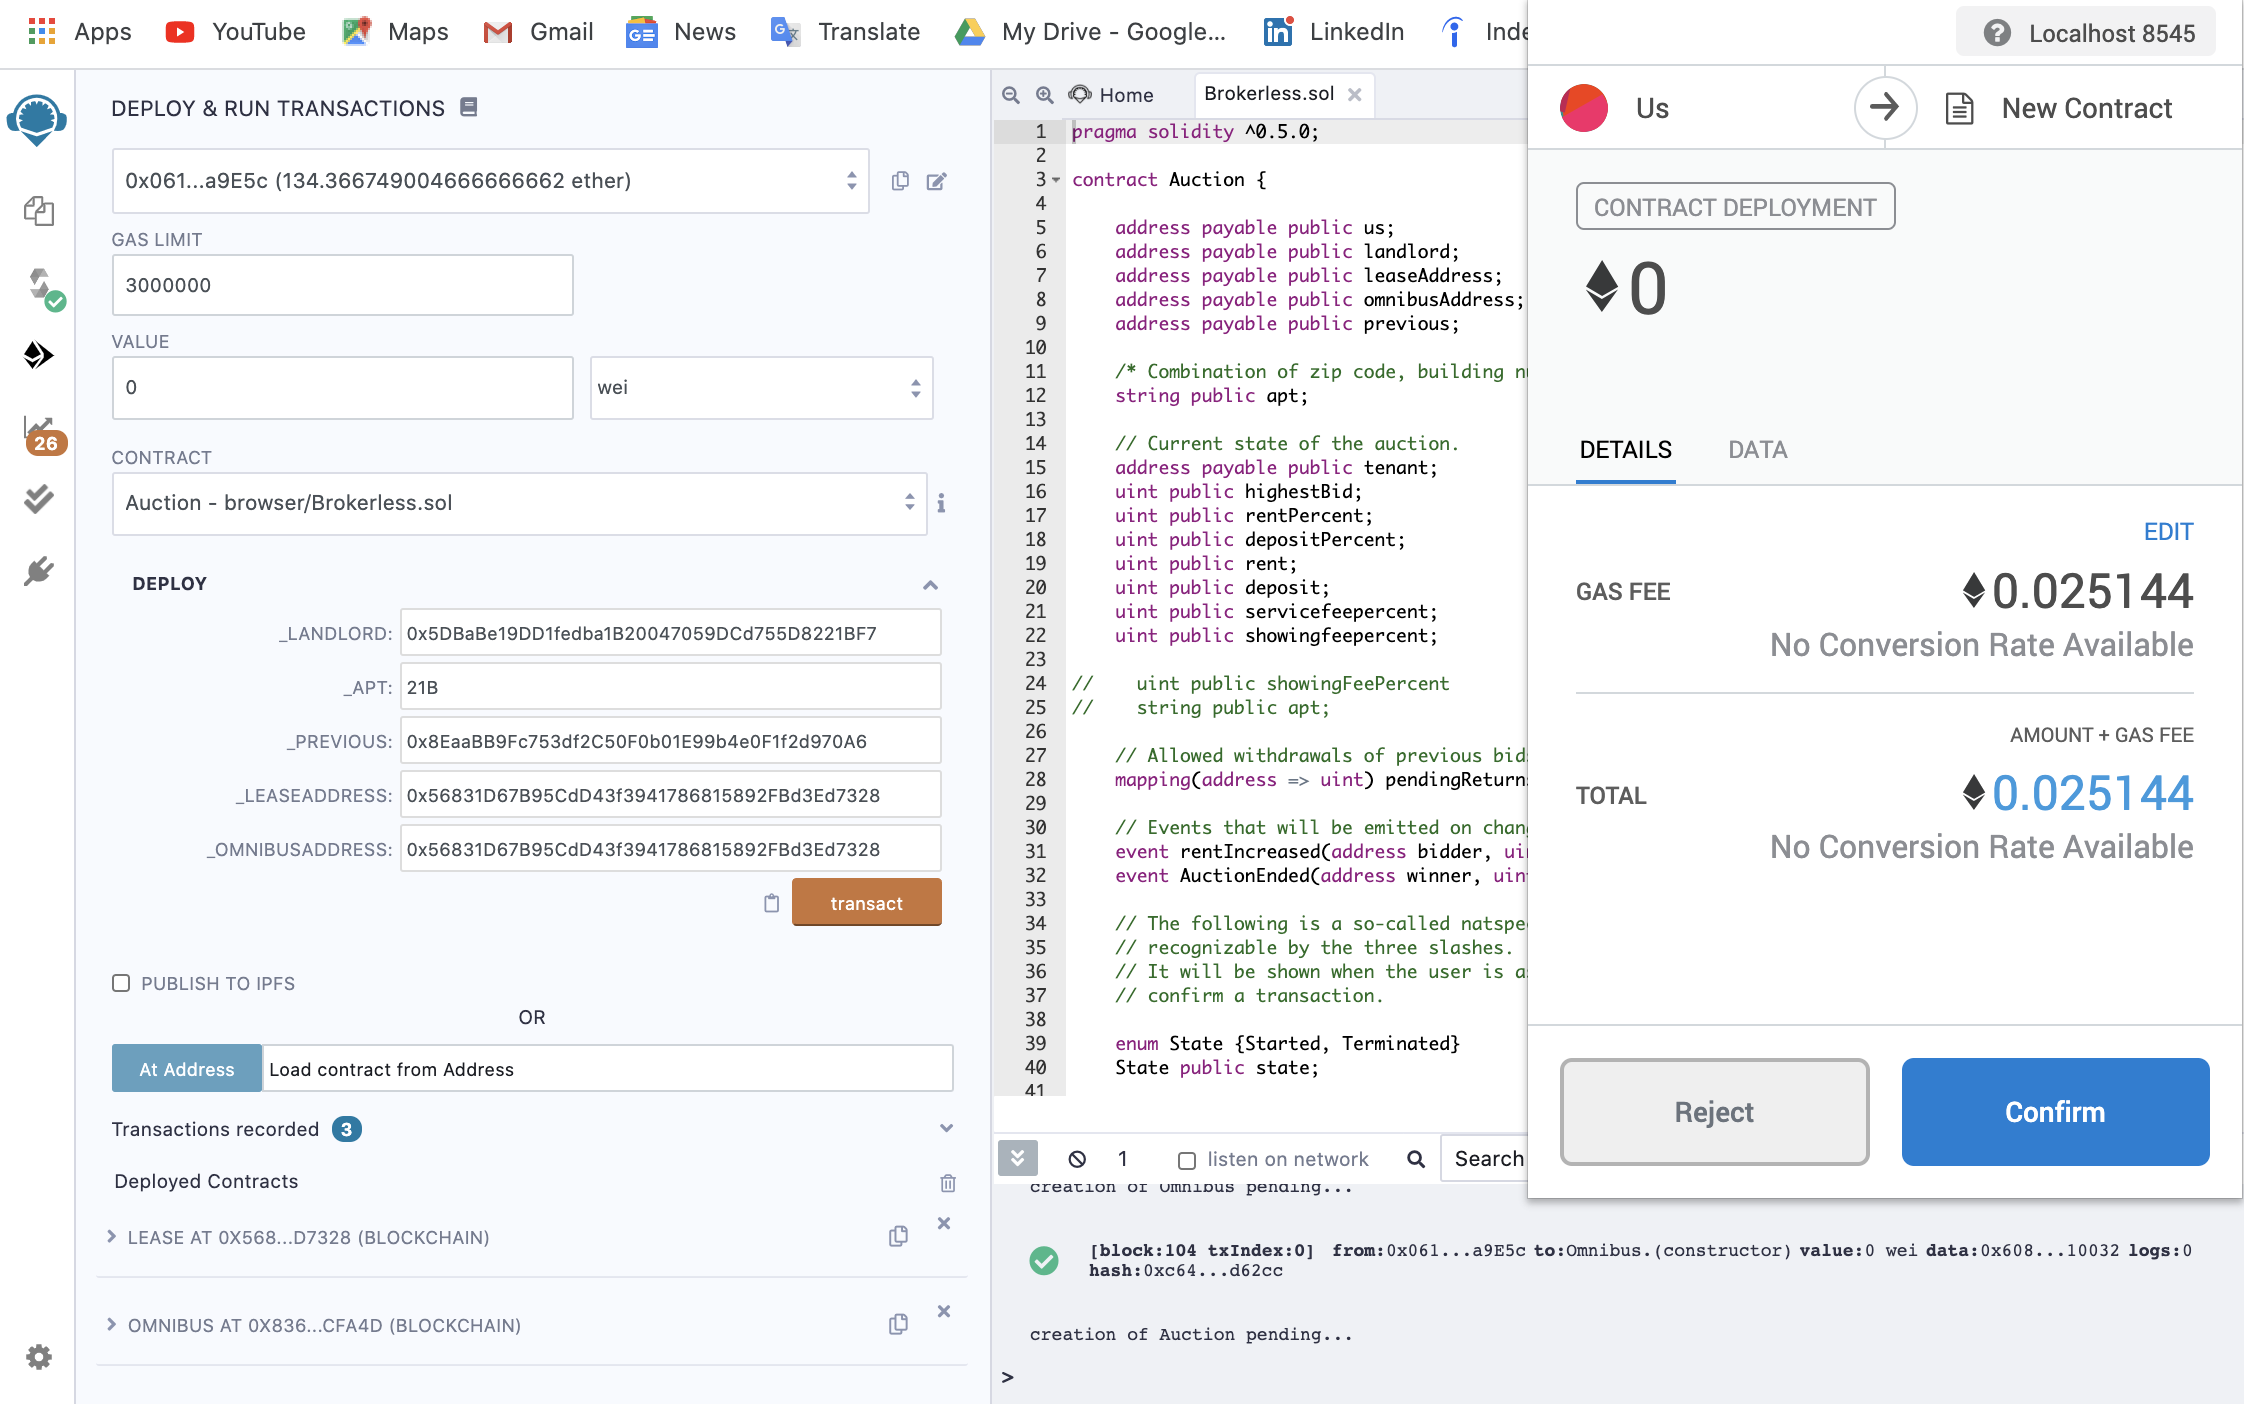 Apps YouTube Maps Gmail News Translate My Drive - Google... LinkedIn Inde
DEPLOY & RUN TRANSACTIONS
0x061...a9E5c (134.366749004666666662 ether)
GAS LIMIT
3000000
VALUE
0
wei
26
CONTRACT
Auction - browser/Brokerless.sol
DEPLOY
_LANDLORD: 0x5DBaBe19DD1fedba1B20047059DCd755D8221BF7
_APT: 21B
_PREVIOUS: 0x8EaaBB9Fc753df2C50F0b01E99b4e0F1f2d970A6
_LEASEADDRESS: 0x56831D67B95CdD43f3941786815892FBd3Ed7328
_OMNIBUSADDRESS: 0x56831D67B95CdD43f3941786815892FBd3Ed7328
transact
PUBLISH TO IPFS
OR
At Address Load contract from Address
Transactions recorded 3
Deployed Contracts
LEASE AT 0X568...D7328 (BLOCKCHAIN)
OMNIBUS AT 0X836...CFA4D (BLOCKCHAIN)
Home Brokerless.sol
1 pragma solidity ^0.5.0;
2
3 contract Auction {
4
5 address payable public us;
6 address payable public landlord;
7 address payable public leaseAddress;
8 address payable public omnibusAddress;
9 address payable public previous;
10
11 /* Combination of zip code, building nu
12 string public apt;
13
14 // Current state of the auction.
15 address payable public tenant;
16 uint public highestBid;
17 uint public rentPercent;
18 uint public depositPercent;
19 uint public rent;
20 uint public deposit;
21 uint public servicefeepercent;
22 uint public showingfeepercent;
23
24 // uint public showingFeePercent
25 // string public apt;
26
27 // Allowed withdrawals of previous bids
28 mapping(address => uint) pendingReturns
29
30 // Events that will be emitted on chang
31 event rentIncreased(address bidder, uin
32 event AuctionEnded(address winner, uint
33
34 // The following is a so-called natspe
35 // recognizable by the three slashes.
36 // It will be shown when the user is as
37 // confirm a transaction.
38
39 enum State {Started, Terminated}
40 State public state;
41
1 listen on network Search
creation of Omnibus pending...
[block:104 txIndex:0] from:0x061...a9E5c to:Omnibus.(constructor) value:0 wei data:0x608...10032 logs:0
hash:0xc64...d62cc
creation of Auction pending...
>
? Localhost 8545
Us New Contract
CONTRACT DEPLOYMENT
0
DETAILS DATA
EDIT
GAS FEE 0.025144
No Conversion Rate Available
AMOUNT + GAS FEE
TOTAL 0.025144
No Conversion Rate Available
Reject Confirm